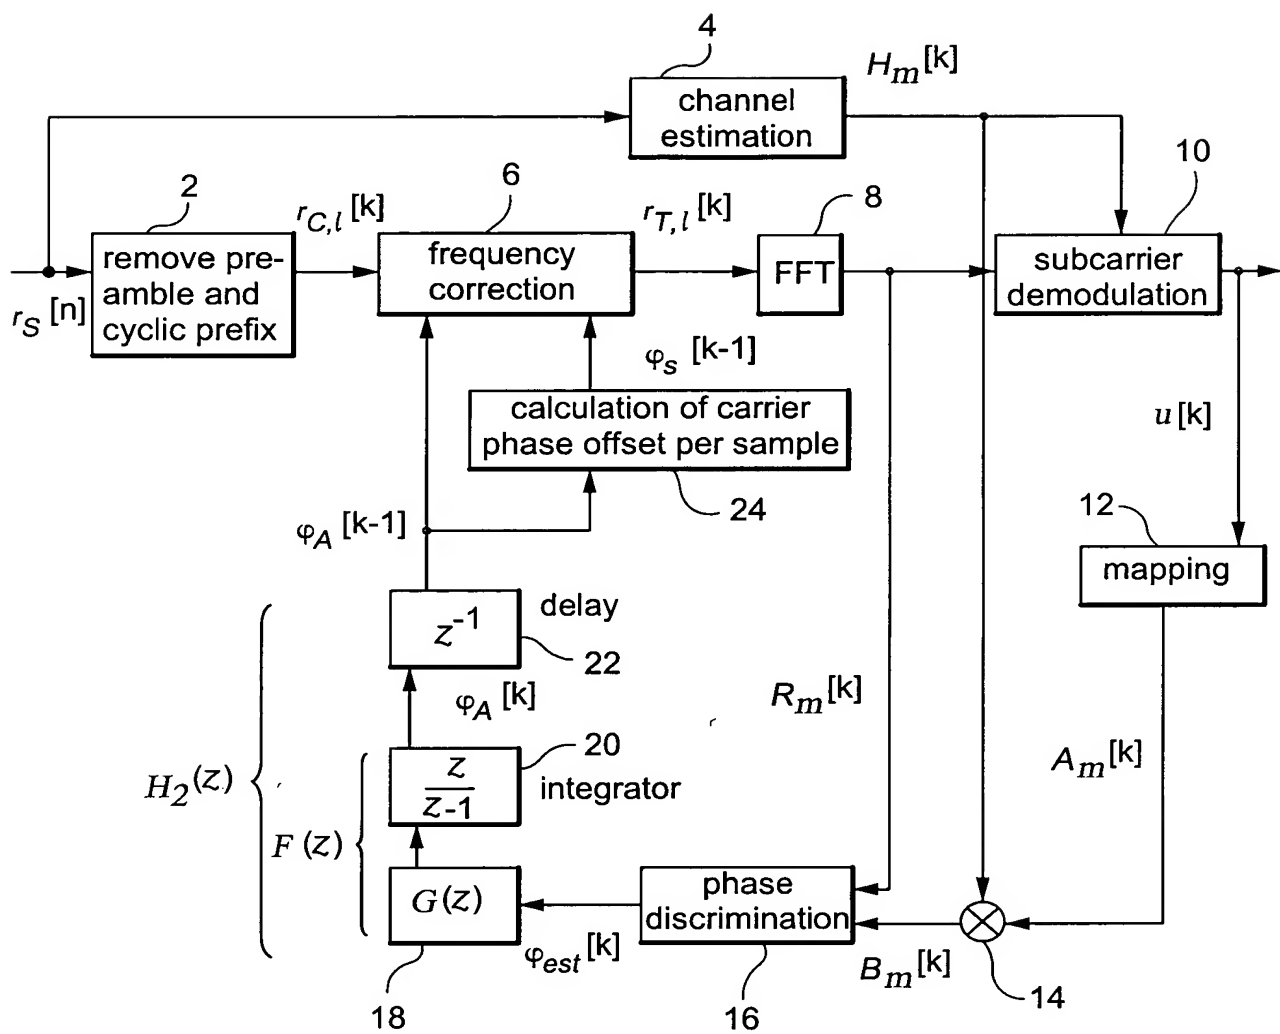 4
H_m[k]
channel
estimation
10
2
r_C,l[k]
6
r_T,l[k]
8
remove pre-
amble and
cyclic prefix
frequency
correction
FFT
subcarrier
demodulation
r_S[n]
φ_s[k-1]
calculation of carrier
phase offset per sample
u[k]
24
φ_A[k-1]
12
mapping
z^-1
delay
22
φ_A[k]
R_m[k]
20
A_m[k]
H_2(z)
z
z-1
integrator
F(z)
G(z)
phase
discrimination
φ_est[k]
B_m[k]
14
18
16